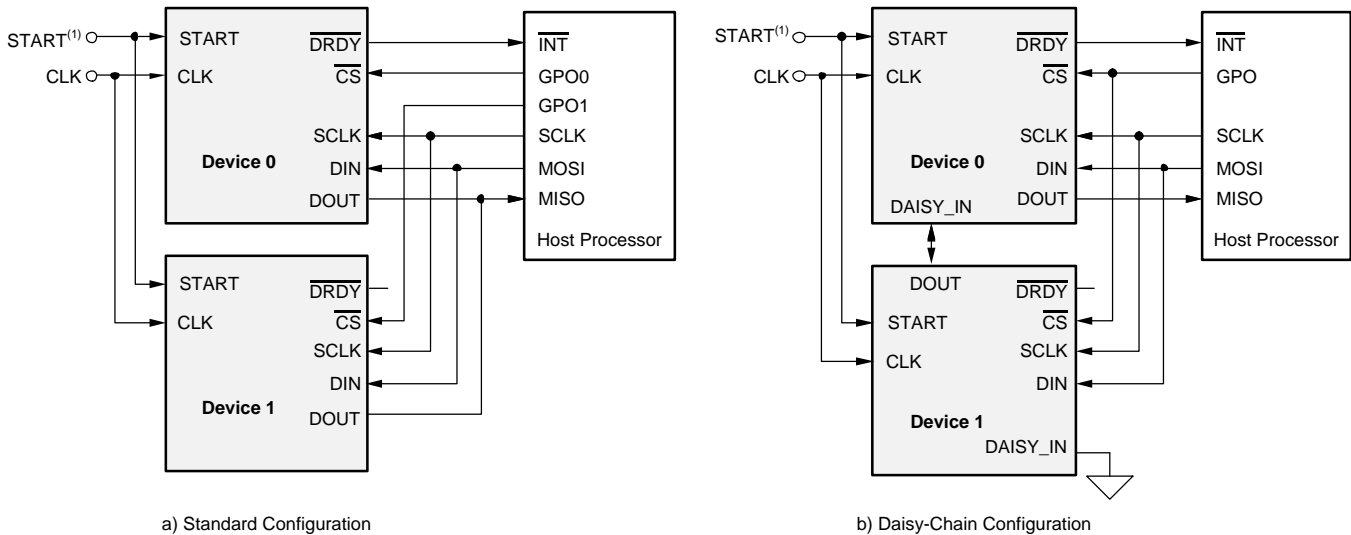 START(1)
CLK
START
CLK
DRDY
CS
SCLK
DIN
DOUT
Device 0
INT
GPO0
GPO1
SCLK
MOSI
MISO
Host Processor
START
CLK
DRDY
CS
SCLK
DIN
DOUT
Device 1
a) Standard Configuration
START(1)
CLK
START
CLK
DRDY
CS
SCLK
DIN
DOUT
Device 0
DAISY_IN
INT
GPO
SCLK
MOSI
MISO
Host Processor
DOUT
START
CLK
DRDY
CS
SCLK
DIN
Device 1
DAISY_IN
b) Daisy-Chain Configuration